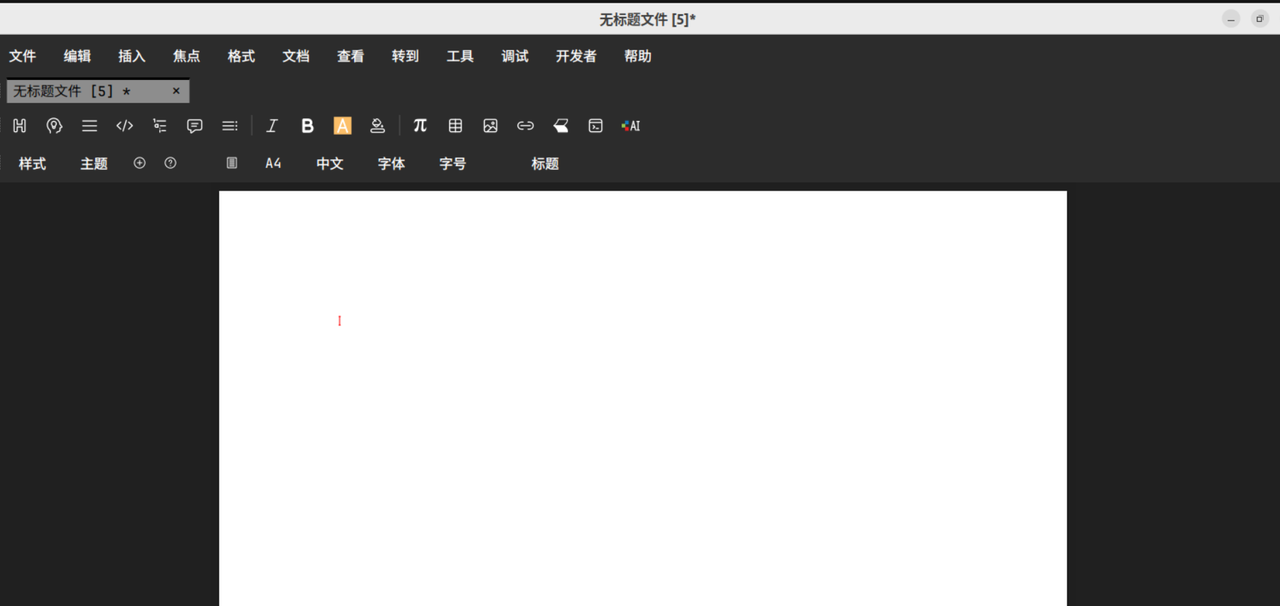 无标题文件 [5]*
文件 编辑 插入 焦点 格式 文档 查看 转到 工具 调试 开发者 帮助
无标题文件 [5] * ×
I B A π AI
样式 主题 A4 中文 字体 字号 标题